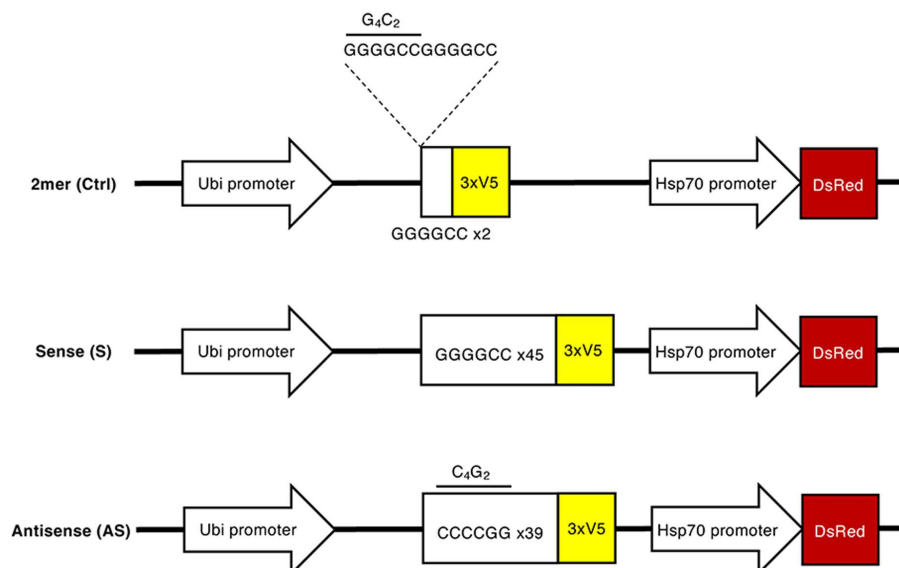 G₄C₂
GGGGCCGGGGCC
2mer (Ctrl)
Ubi promoter
3xV5
Hsp70 promoter
DsRed
GGGGCC x2
Sense (S)
Ubi promoter
GGGGCC x45
3xV5
Hsp70 promoter
DsRed
C₄G₂
Antisense (AS)
Ubi promoter
CCCCGG x39
3xV5
Hsp70 promoter
DsRed